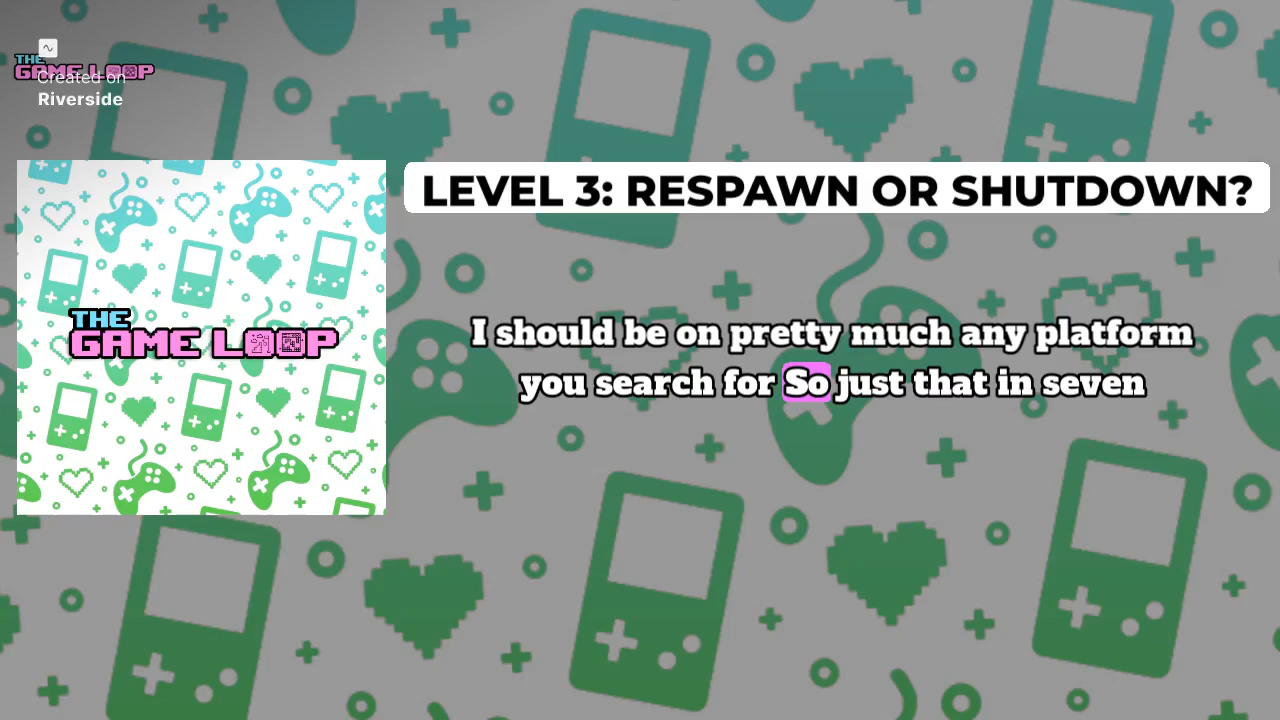 THE
GAME LOOP
Created on
Riverside
THE
GAME LOOP
LEVEL 3: RESPAWN OR SHUTDOWN?
I should be on pretty much any platform
you search for So just that in seven